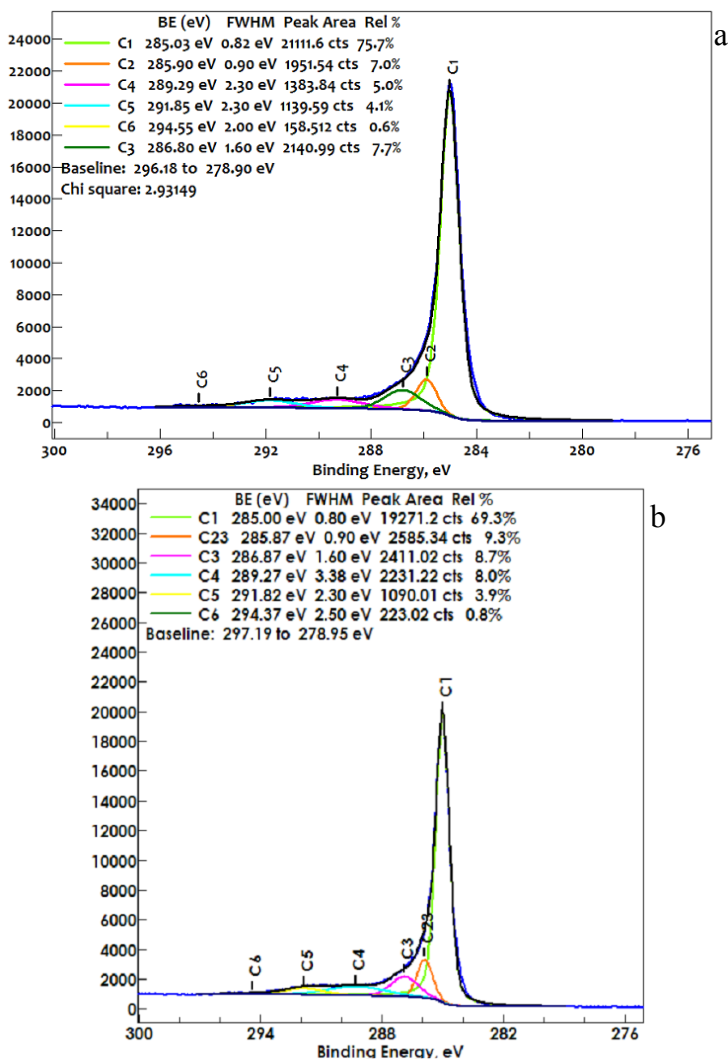 a
BE (eV) FWHM Peak Area Rel %
C1 285.03 eV 0.82 eV 21111.6 cts 75.7%
C2 285.90 eV 0.90 eV 1951.54 cts 7.0%
C4 289.29 eV 2.30 eV 1383.84 cts 5.0%
C5 291.85 eV 2.30 eV 1139.59 cts 4.1%
C6 294.55 eV 2.00 eV 158.512 cts 0.6%
C3 286.80 eV 1.60 eV 2140.99 cts 7.7%
Baseline: 296.18 to 278.90 eV
Chi square: 2.93149
24000
22000
20000
18000
16000
14000
12000
10000
8000
6000
4000
2000
0
C6
C5
C4
C3
C2
C1
300 296 292 288 284 280 276
Binding Energy, eV
b
BE (eV) FWHM Peak Area Rel %
C1 285.00 eV 0.80 eV 19271.2 cts 69.3%
C23 285.87 eV 0.90 eV 2585.34 cts 9.3%
C3 286.87 eV 1.60 eV 2411.02 cts 8.7%
C4 289.27 eV 3.38 eV 2231.22 cts 8.0%
C5 291.82 eV 2.30 eV 1090.01 cts 3.9%
C6 294.37 eV 2.50 eV 223.02 cts 0.8%
Baseline: 297.19 to 278.95 eV
34000
32000
30000
28000
26000
24000
22000
20000
18000
16000
14000
12000
10000
8000
6000
4000
2000
0
C6
C5
C4
C3
C23
C1
300 294 288 282 276
Binding Energy, eV